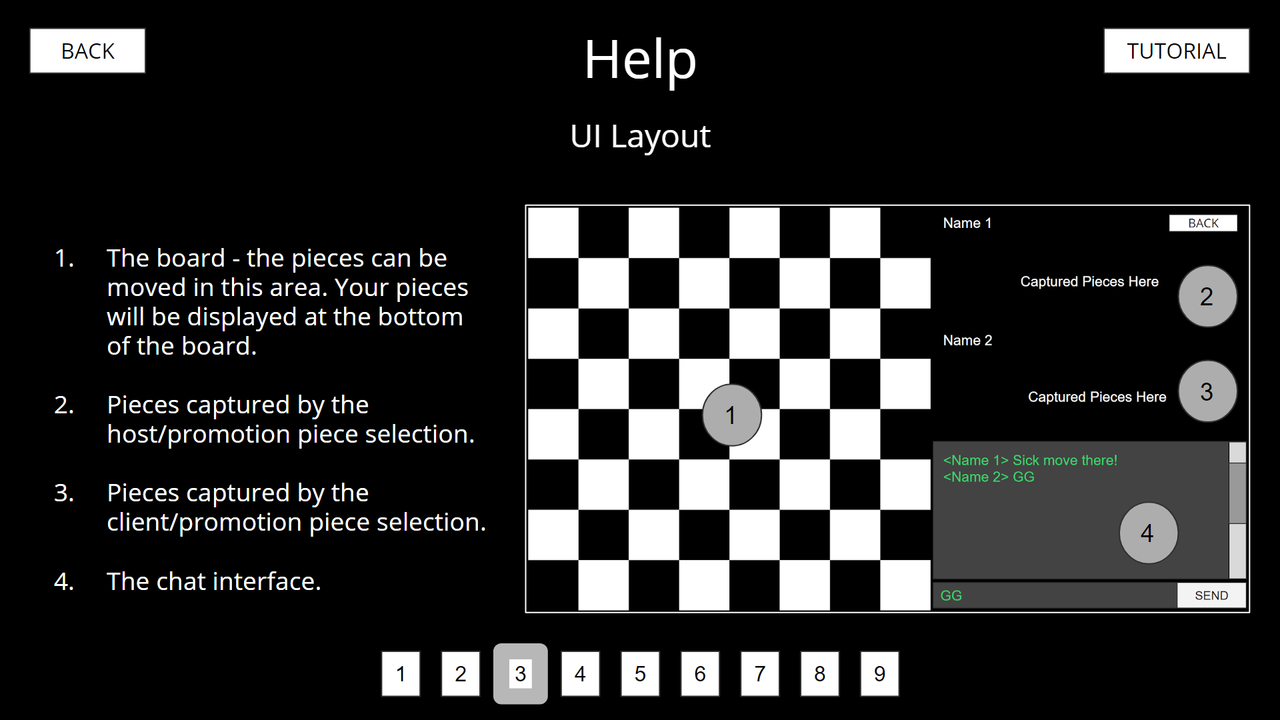 BACK
Help
TUTORIAL
UI Layout
1. The board - the pieces can be
moved in this area. Your pieces
will be displayed at the bottom
of the board.
2. Pieces captured by the
host/promotion piece selection.
3. Pieces captured by the
client/promotion piece selection.
4. The chat interface.
Name 1
BACK
Captured Pieces Here
2
Name 2
Captured Pieces Here
3
1
<Name 1> Sick move there!
<Name 2> GG
4
GG
SEND
1 2 3 4 5 6 7 8 9